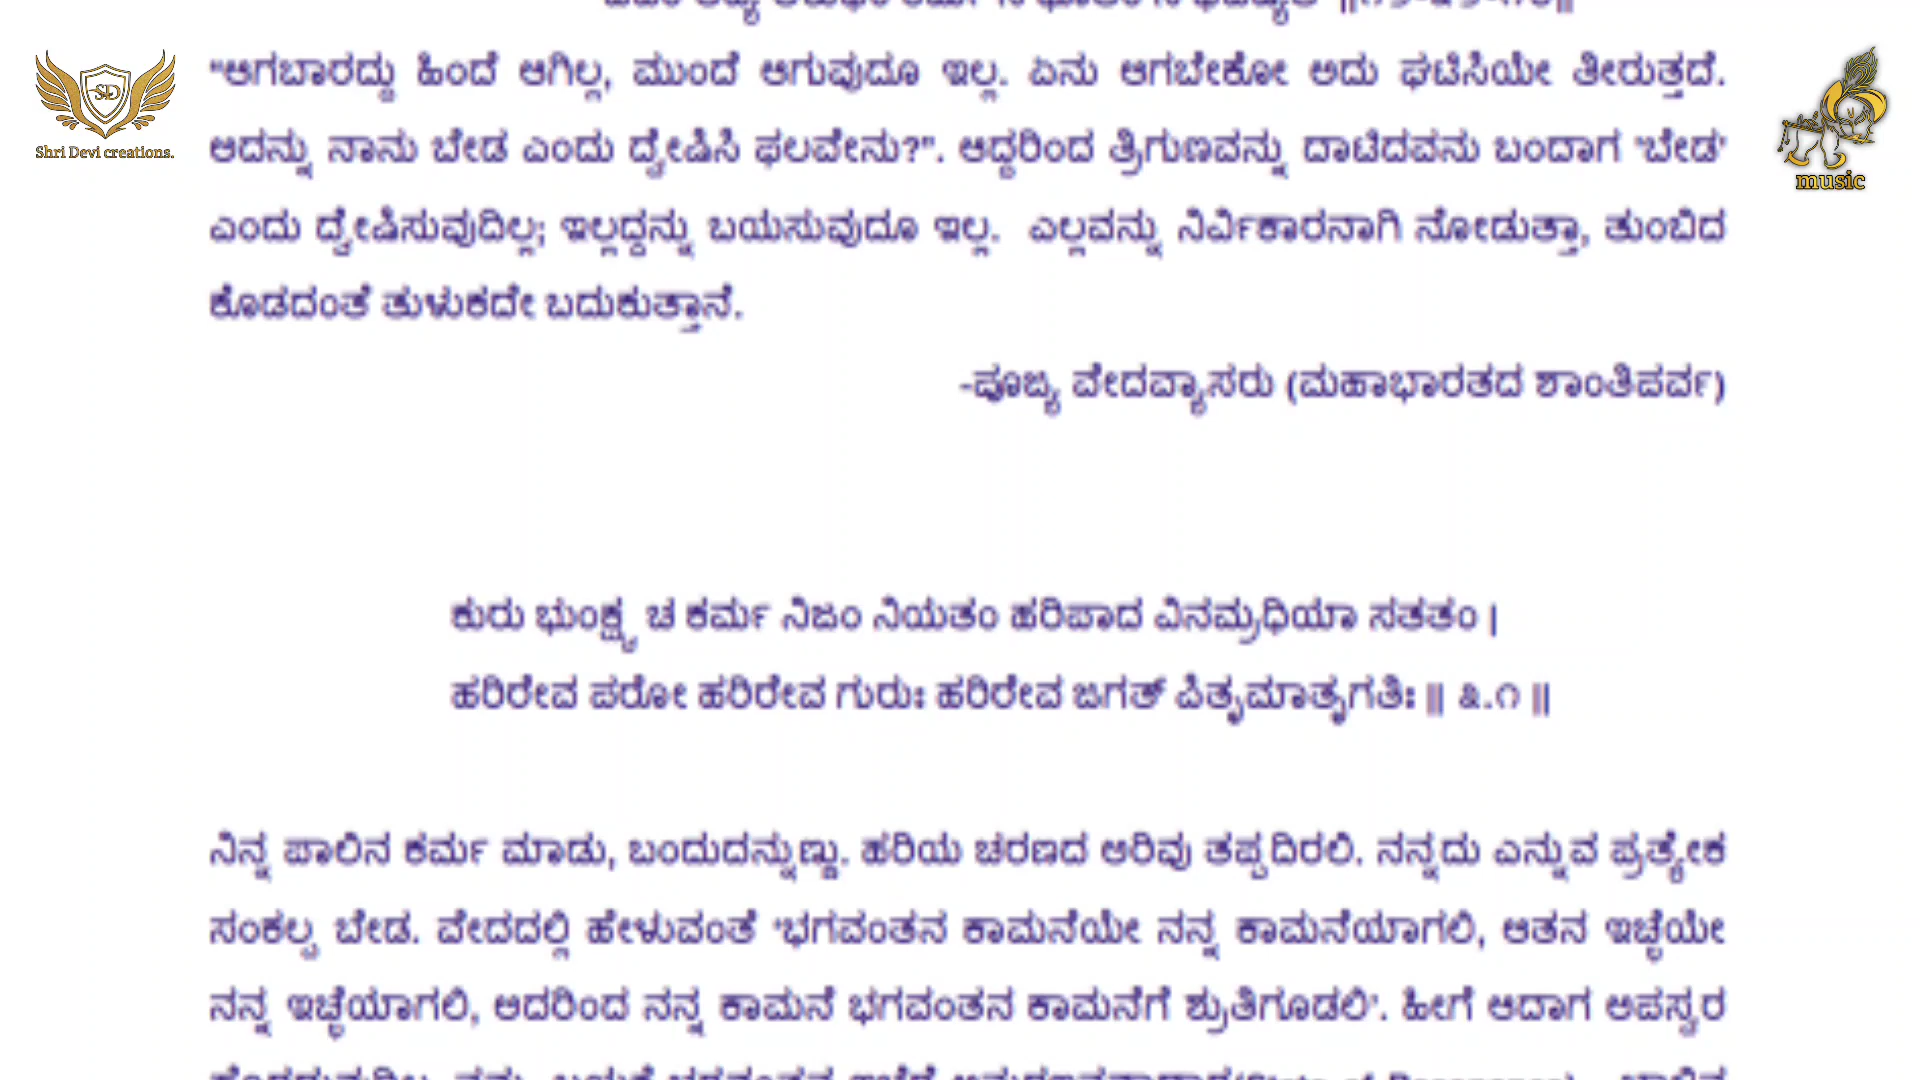 "ಆಗಬಾರದ್ದು ಹಿಂದೆ ಆಗಿಲ್ಲ, ಮುಂದೆ ಆಗುವುದೂ ಇಲ್ಲ. ಏನು ಆಗಬೇಕೋ ಅದು ಘಟಿಸಿಯೇ ತೀರುತ್ತದೆ.
ಅದನ್ನು ನಾನು ಬೇಡ ಎಂದು ದ್ವೇಷಿಸಿ ಫಲವೇನು?". ಆದ್ದರಿಂದ ತ್ರಿಗುಣವನ್ನು ದಾಟಿದವನು ಬಂದಾಗ 'ಬೇಡ'
ಎಂದು ದ್ವೇಷಿಸುವುದಿಲ್ಲ; ಇಲ್ಲದ್ದನ್ನು ಬಯಸುವುದೂ ಇಲ್ಲ. ಎಲ್ಲವನ್ನು ನಿರ್ವಿಕಾರನಾಗಿ ನೋಡುತ್ತಾ, ತುಂಬಿದ
ಕೊಡದಂತೆ ತುಳುಕದೇ ಬದುಕುತ್ತಾನೆ.
-ಪೂಜ್ಯ ವೇದವ್ಯಾಸರು (ಮಹಾಭಾರತದ ಶಾಂತಿಪರ್ವ)
ಕುರು ಭುಂಕ್ಷ್ವ ಚ ಕರ್ಮ ನಿಜಂ ನಿಯತಂ ಹರಿಪಾದ ವಿನಮ್ರಧಿಯಾ ಸತತಂ |
ಹರಿರೇವ ಪರೋ ಹರಿರೇವ ಗುರುಃ ಹರಿರೇವ ಜಗತ್ ಪಿತೃಮಾತೃಗತಿಃ || ೩.೧ ||
ನಿನ್ನ ಪಾಲಿನ ಕರ್ಮ ಮಾಡು, ಬಂದುದನ್ನುಣ್ಣು. ಹರಿಯ ಚರಣದ ಅರಿವು ತಪ್ಪದಿರಲಿ. ನನ್ನದು ಎನ್ನುವ ಪ್ರತ್ಯೇಕ
ಸಂಕಲ್ಪ ಬೇಡ. ವೇದದಲ್ಲಿ ಹೇಳುವಂತೆ 'ಭಗವಂತನ ಕಾಮನೆಯೇ ನನ್ನ ಕಾಮನೆಯಾಗಲಿ, ಆತನ ಇಚ್ಛೆಯೇ
ನನ್ನ ಇಚ್ಛೆಯಾಗಲಿ, ಆದರಿಂದ ನನ್ನ ಕಾಮನೆ ಭಗವಂತನ ಕಾಮನೆಗೆ ಶ್ರುತಿಗೂಡಲಿ'. ಹೀಗೆ ಆದಾಗ ಅಪಸ್ವರ
SD
Shri Devi creations.
music